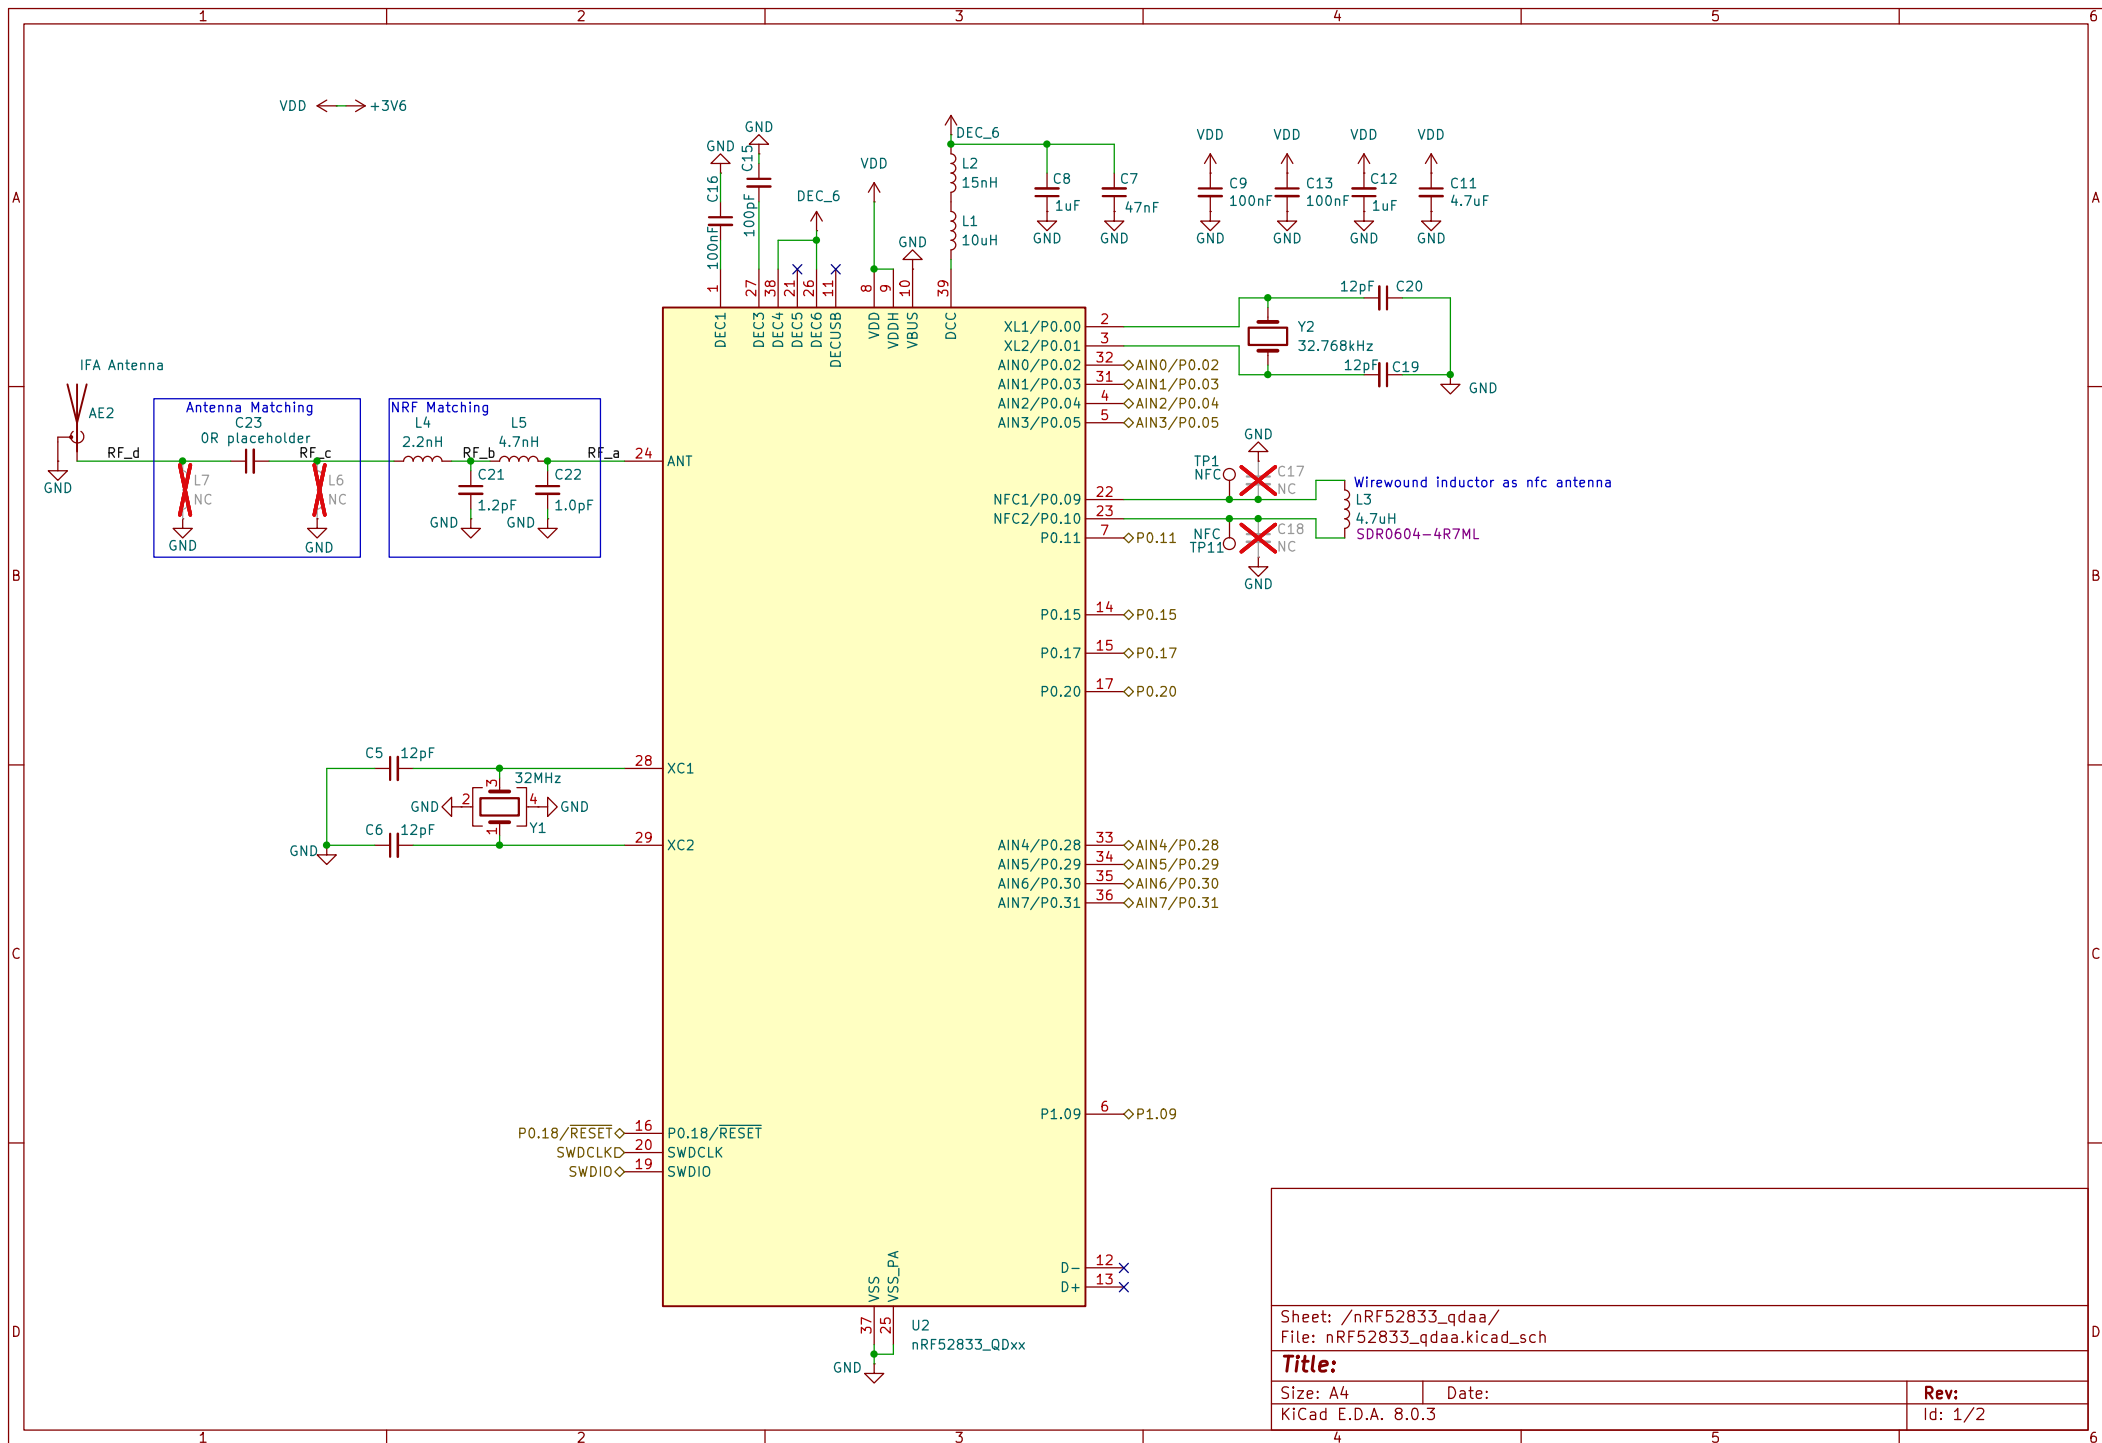 1 2 3 4 5 6
A
B
C
D
VDD
+3V6
GND
C16
100nF
GND
C15
100pF
DEC_6
VDD
GND
DEC_6
L2
15nH
L1
10uH
C8
1uF
GND
C7
47nF
GND
VDD
C9
100nF
GND
VDD
C13
100nF
GND
VDD
C12
1uF
GND
VDD
C11
4.7uF
GND
1
27
38
21
26
11
8
9
10
39
DEC1
DEC3
DEC4
DEC5
DEC6
DECUSB
VDD
VDDH
VBUS
DCC
IFA Antenna
AE2
GND
RF_d
Antenna Matching
C23
0R placeholder
RF_c
L7
NC
GND
L6
NC
GND
NRF Matching
L4
2.2nH
RF_b
L5
4.7nH
RF_a
C21
1.2pF
GND
C22
1.0pF
GND
24 ANT
XL1/P0.00 2
XL2/P0.01 3
AIN0/P0.02 32 AIN0/P0.02
AIN1/P0.03 31 AIN1/P0.03
AIN2/P0.04 4 AIN2/P0.04
AIN3/P0.05 5 AIN3/P0.05
12pF C20
Y2
32.768kHz
12pF C19
GND
GND
TP1
NFC
C17
NC
Wirewound inductor as nfc antenna
L3
4.7uH
SDR0604-4R7ML
NFC1/P0.09 22
NFC2/P0.10 23
P0.11 7 P0.11
NFC
TP11
C18
NC
GND
P0.15 14 P0.15
P0.17 15 P0.17
P0.20 17 P0.20
C5 12pF
28 XC1
32MHz
3
GND 2
4 GND
1
Y1
C6 12pF
GND
29 XC2
AIN4/P0.28 33 AIN4/P0.28
AIN5/P0.29 34 AIN5/P0.29
AIN6/P0.30 35 AIN6/P0.30
AIN7/P0.31 36 AIN7/P0.31
P1.09 6 P1.09
P0.18/RESET 16 P0.18/RESET
SWDCLK 20 SWDCLK
SWDIO 19 SWDIO
D- 12
D+ 13
VSS
VSS_PA
37
25
GND
U2
nRF52833_QDxx
Sheet: /nRF52833_qdaa/
File: nRF52833_qdaa.kicad_sch
Title:
Size: A4 Date: Rev:
KiCad E.D.A. 8.0.3 Id: 1/2
A
B
C
D
1 2 3 4 5 6